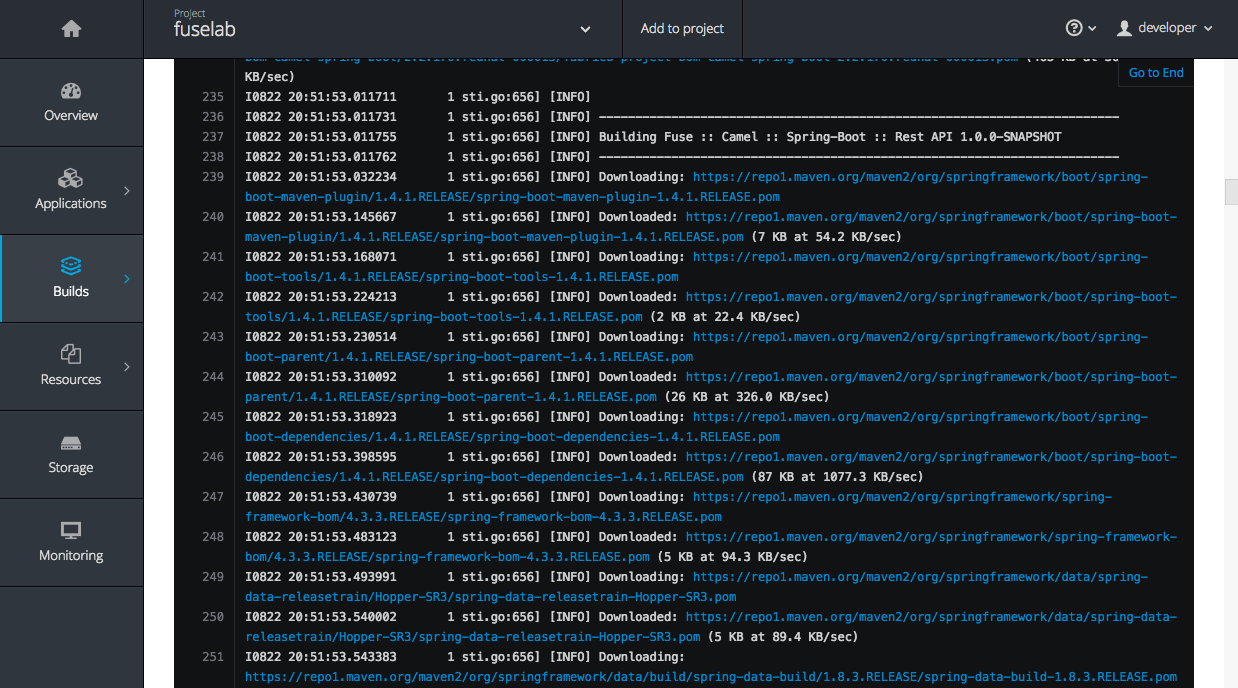 Project
fuselab
Add to project
developer
Overview
Applications
Builds
Resources
Storage
Monitoring
Go to End
KB/sec)
235 I0822 20:51:53.011711 1 sti.go:656] [INFO]
236 I0822 20:51:53.011731 1 sti.go:656] [INFO] ------------------------------------------------------------------------
237 I0822 20:51:53.011755 1 sti.go:656] [INFO] Building Fuse :: Camel :: Spring-Boot :: Rest API 1.0.0-SNAPSHOT
238 I0822 20:51:53.011762 1 sti.go:656] [INFO] ------------------------------------------------------------------------
239 I0822 20:51:53.032234 1 sti.go:656] [INFO] Downloading: https://repo1.maven.org/maven2/org/springframework/boot/spring-
boot-maven-plugin/1.4.1.RELEASE/spring-boot-maven-plugin-1.4.1.RELEASE.pom
240 I0822 20:51:53.145667 1 sti.go:656] [INFO] Downloaded: https://repo1.maven.org/maven2/org/springframework/boot/spring-boot-
maven-plugin/1.4.1.RELEASE/spring-boot-maven-plugin-1.4.1.RELEASE.pom (7 KB at 54.2 KB/sec)
241 I0822 20:51:53.168071 1 sti.go:656] [INFO] Downloading: https://repo1.maven.org/maven2/org/springframework/boot/spring-
boot-tools/1.4.1.RELEASE/spring-boot-tools-1.4.1.RELEASE.pom
242 I0822 20:51:53.224213 1 sti.go:656] [INFO] Downloaded: https://repo1.maven.org/maven2/org/springframework/boot/spring-boot-
tools/1.4.1.RELEASE/spring-boot-tools-1.4.1.RELEASE.pom (2 KB at 22.4 KB/sec)
243 I0822 20:51:53.230514 1 sti.go:656] [INFO] Downloading: https://repo1.maven.org/maven2/org/springframework/boot/spring-
boot-parent/1.4.1.RELEASE/spring-boot-parent-1.4.1.RELEASE.pom
244 I0822 20:51:53.310092 1 sti.go:656] [INFO] Downloaded: https://repo1.maven.org/maven2/org/springframework/boot/spring-boot-
parent/1.4.1.RELEASE/spring-boot-parent-1.4.1.RELEASE.pom (26 KB at 326.0 KB/sec)
245 I0822 20:51:53.318923 1 sti.go:656] [INFO] Downloading: https://repo1.maven.org/maven2/org/springframework/boot/spring-
boot-dependencies/1.4.1.RELEASE/spring-boot-dependencies-1.4.1.RELEASE.pom
246 I0822 20:51:53.398595 1 sti.go:656] [INFO] Downloaded: https://repo1.maven.org/maven2/org/springframework/boot/spring-boot-
dependencies/1.4.1.RELEASE/spring-boot-dependencies-1.4.1.RELEASE.pom (87 KB at 1077.3 KB/sec)
247 I0822 20:51:53.430739 1 sti.go:656] [INFO] Downloading: https://repo1.maven.org/maven2/org/springframework/spring-
framework-bom/4.3.3.RELEASE/spring-framework-bom-4.3.3.RELEASE.pom
248 I0822 20:51:53.483123 1 sti.go:656] [INFO] Downloaded: https://repo1.maven.org/maven2/org/springframework/spring-framework-
bom/4.3.3.RELEASE/spring-framework-bom-4.3.3.RELEASE.pom (5 KB at 94.3 KB/sec)
249 I0822 20:51:53.493991 1 sti.go:656] [INFO] Downloading: https://repo1.maven.org/maven2/org/springframework/data/spring-
data-releasetrain/Hopper-SR3/spring-data-releasetrain-Hopper-SR3.pom
250 I0822 20:51:53.540002 1 sti.go:656] [INFO] Downloaded: https://repo1.maven.org/maven2/org/springframework/data/spring-data-
releasetrain/Hopper-SR3/spring-data-releasetrain-Hopper-SR3.pom (5 KB at 89.4 KB/sec)
251 I0822 20:51:53.543383 1 sti.go:656] [INFO] Downloading:
https://repo1.maven.org/maven2/org/springframework/data/build/spring-data-build/1.8.3.RELEASE/spring-data-build-1.8.3.RELEASE.pom